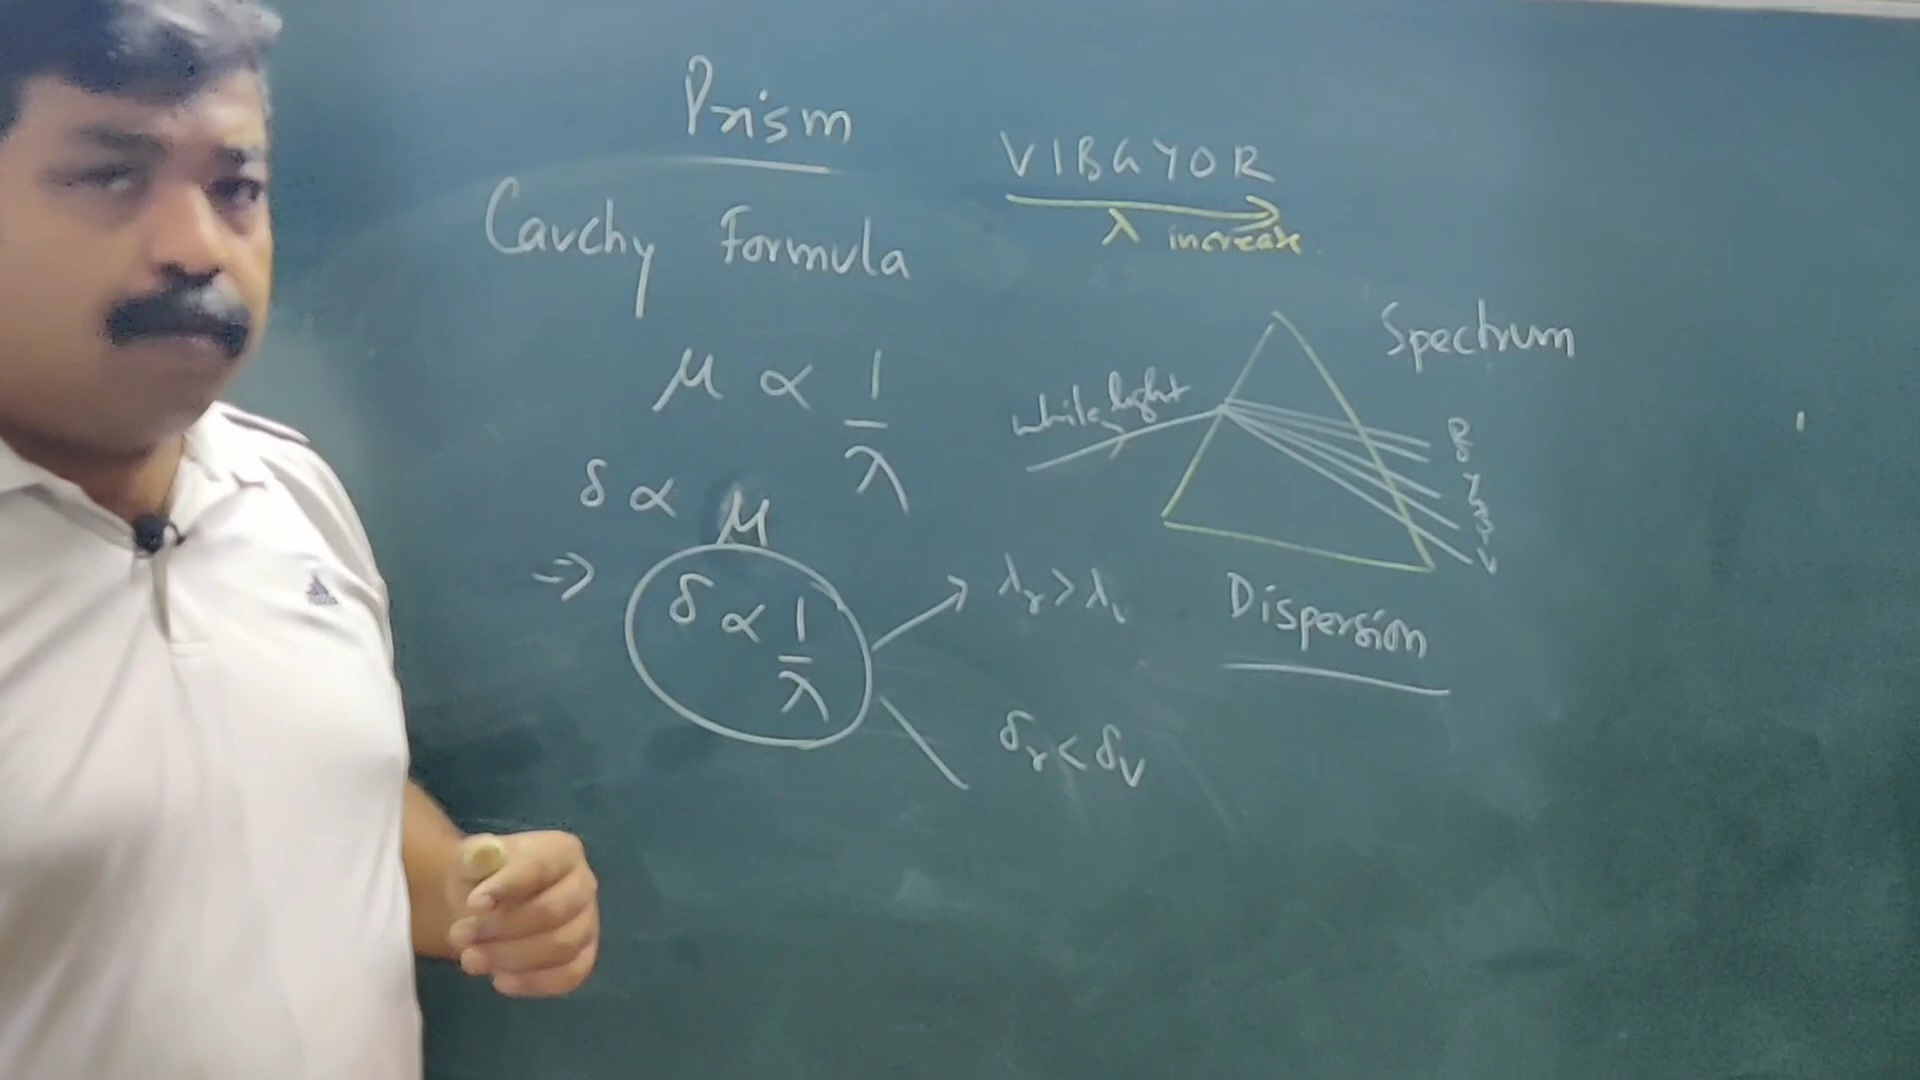 Prism
VIBGYOR
λ increase
Cauchy Formula
Spectrum
μ ∝ 1/λ
white light
R
Y
V
δ ∝ μ
⇒ δ ∝ 1/λ
λr > λv
Dispersion
δr < δv